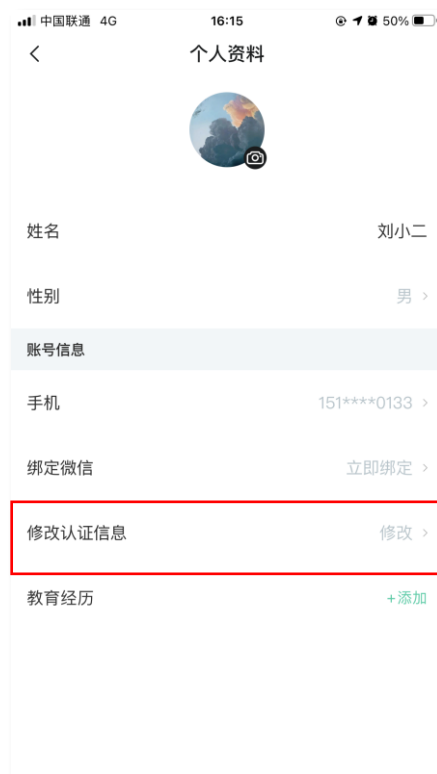 中国联通 4G 16:15 50%
个人资料
姓名 刘小二
性别 男
账号信息
手机 151****0133
绑定微信 立即绑定
修改认证信息 修改
教育经历 +添加